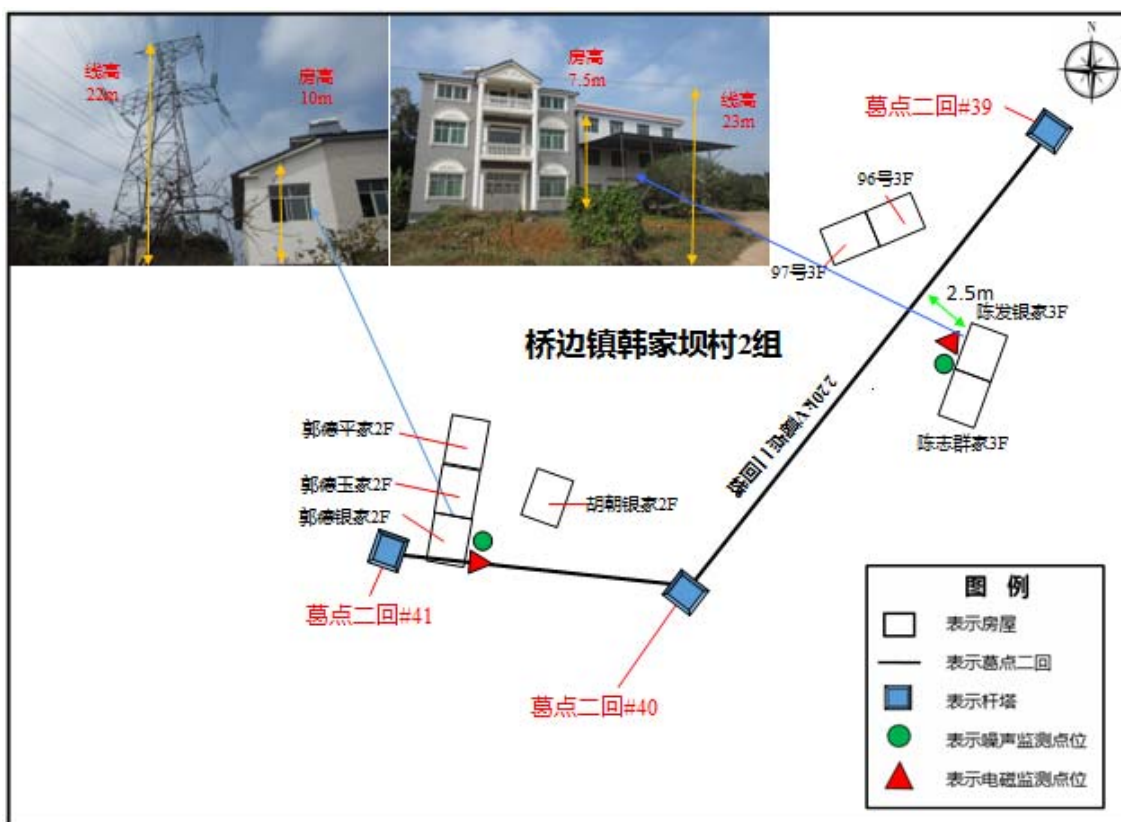 线高
22m
房高
10m
房高
7.5m
线高
23m
N
葛点二回#39
96号3F
97号3F
2.5m
陈发银家3F
桥边镇韩家坝村2组
220kV葛点二回线
陈志群家3F
郭德平家2F
郭德玉家2F
郭德银家2F
胡朝银家2F
葛点二回#41
葛点二回#40
图 例
表示房屋
表示葛点二回
表示杆塔
表示噪声监测点位
表示电磁监测点位